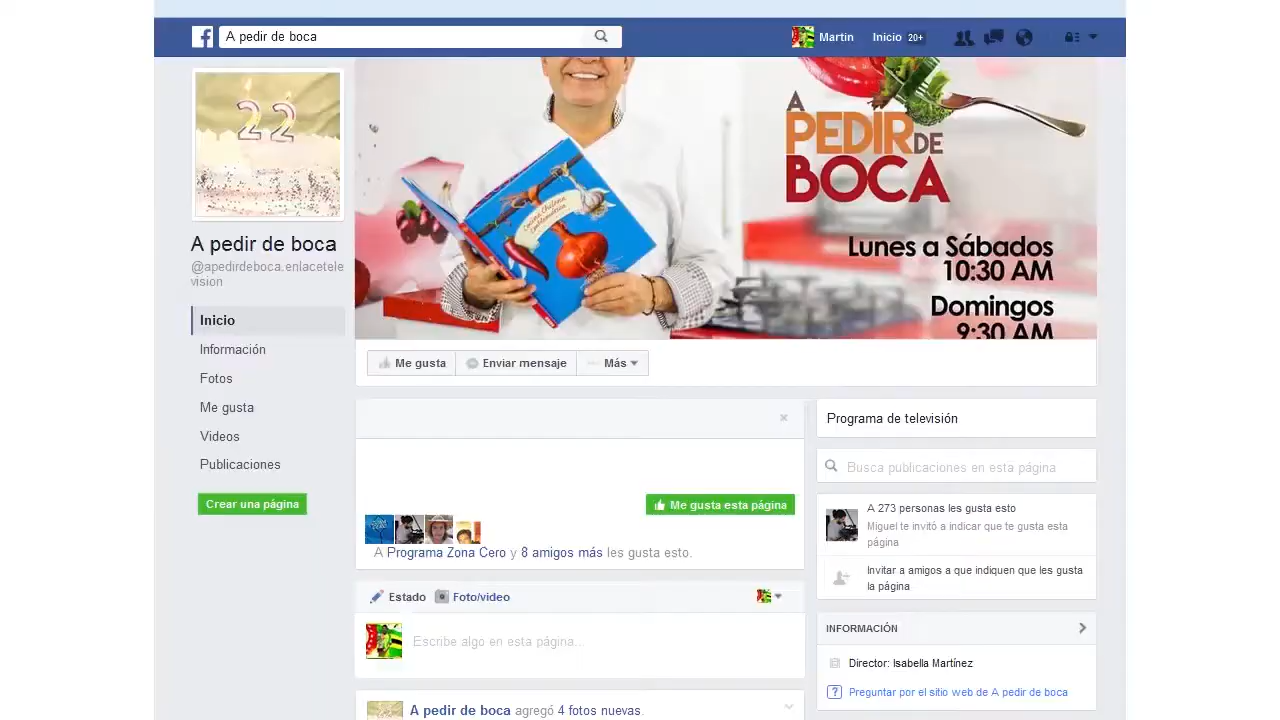 A pedir de boca
Martin
Inicio 20+
22
A
PEDIR DE
BOCA
Cocina Chilena
Lunes a Sábados
10:30 AM
Domingos
9:30 AM
A pedir de boca
@apedirdeboca.enlacetele
vision
Inicio
Información
Fotos
Me gusta
Videos
Publicaciones
Crear una página
Me gusta
Enviar mensaje
Más
Me gusta esta página
A Programa Zona Cero y 8 amigos más les gusta esto.
Estado
Foto/video
Escribe algo en esta página...
A pedir de boca agregó 4 fotos nuevas.
Programa de televisión
Busca publicaciones en esta página
A 273 personas les gusta esto
Miguel te invitó a indicar que te gusta esta
página
Invitar a amigos a que indiquen que les gusta
la página
INFORMACIÓN
Director: Isabella Martínez
Preguntar por el sitio web de A pedir de boca